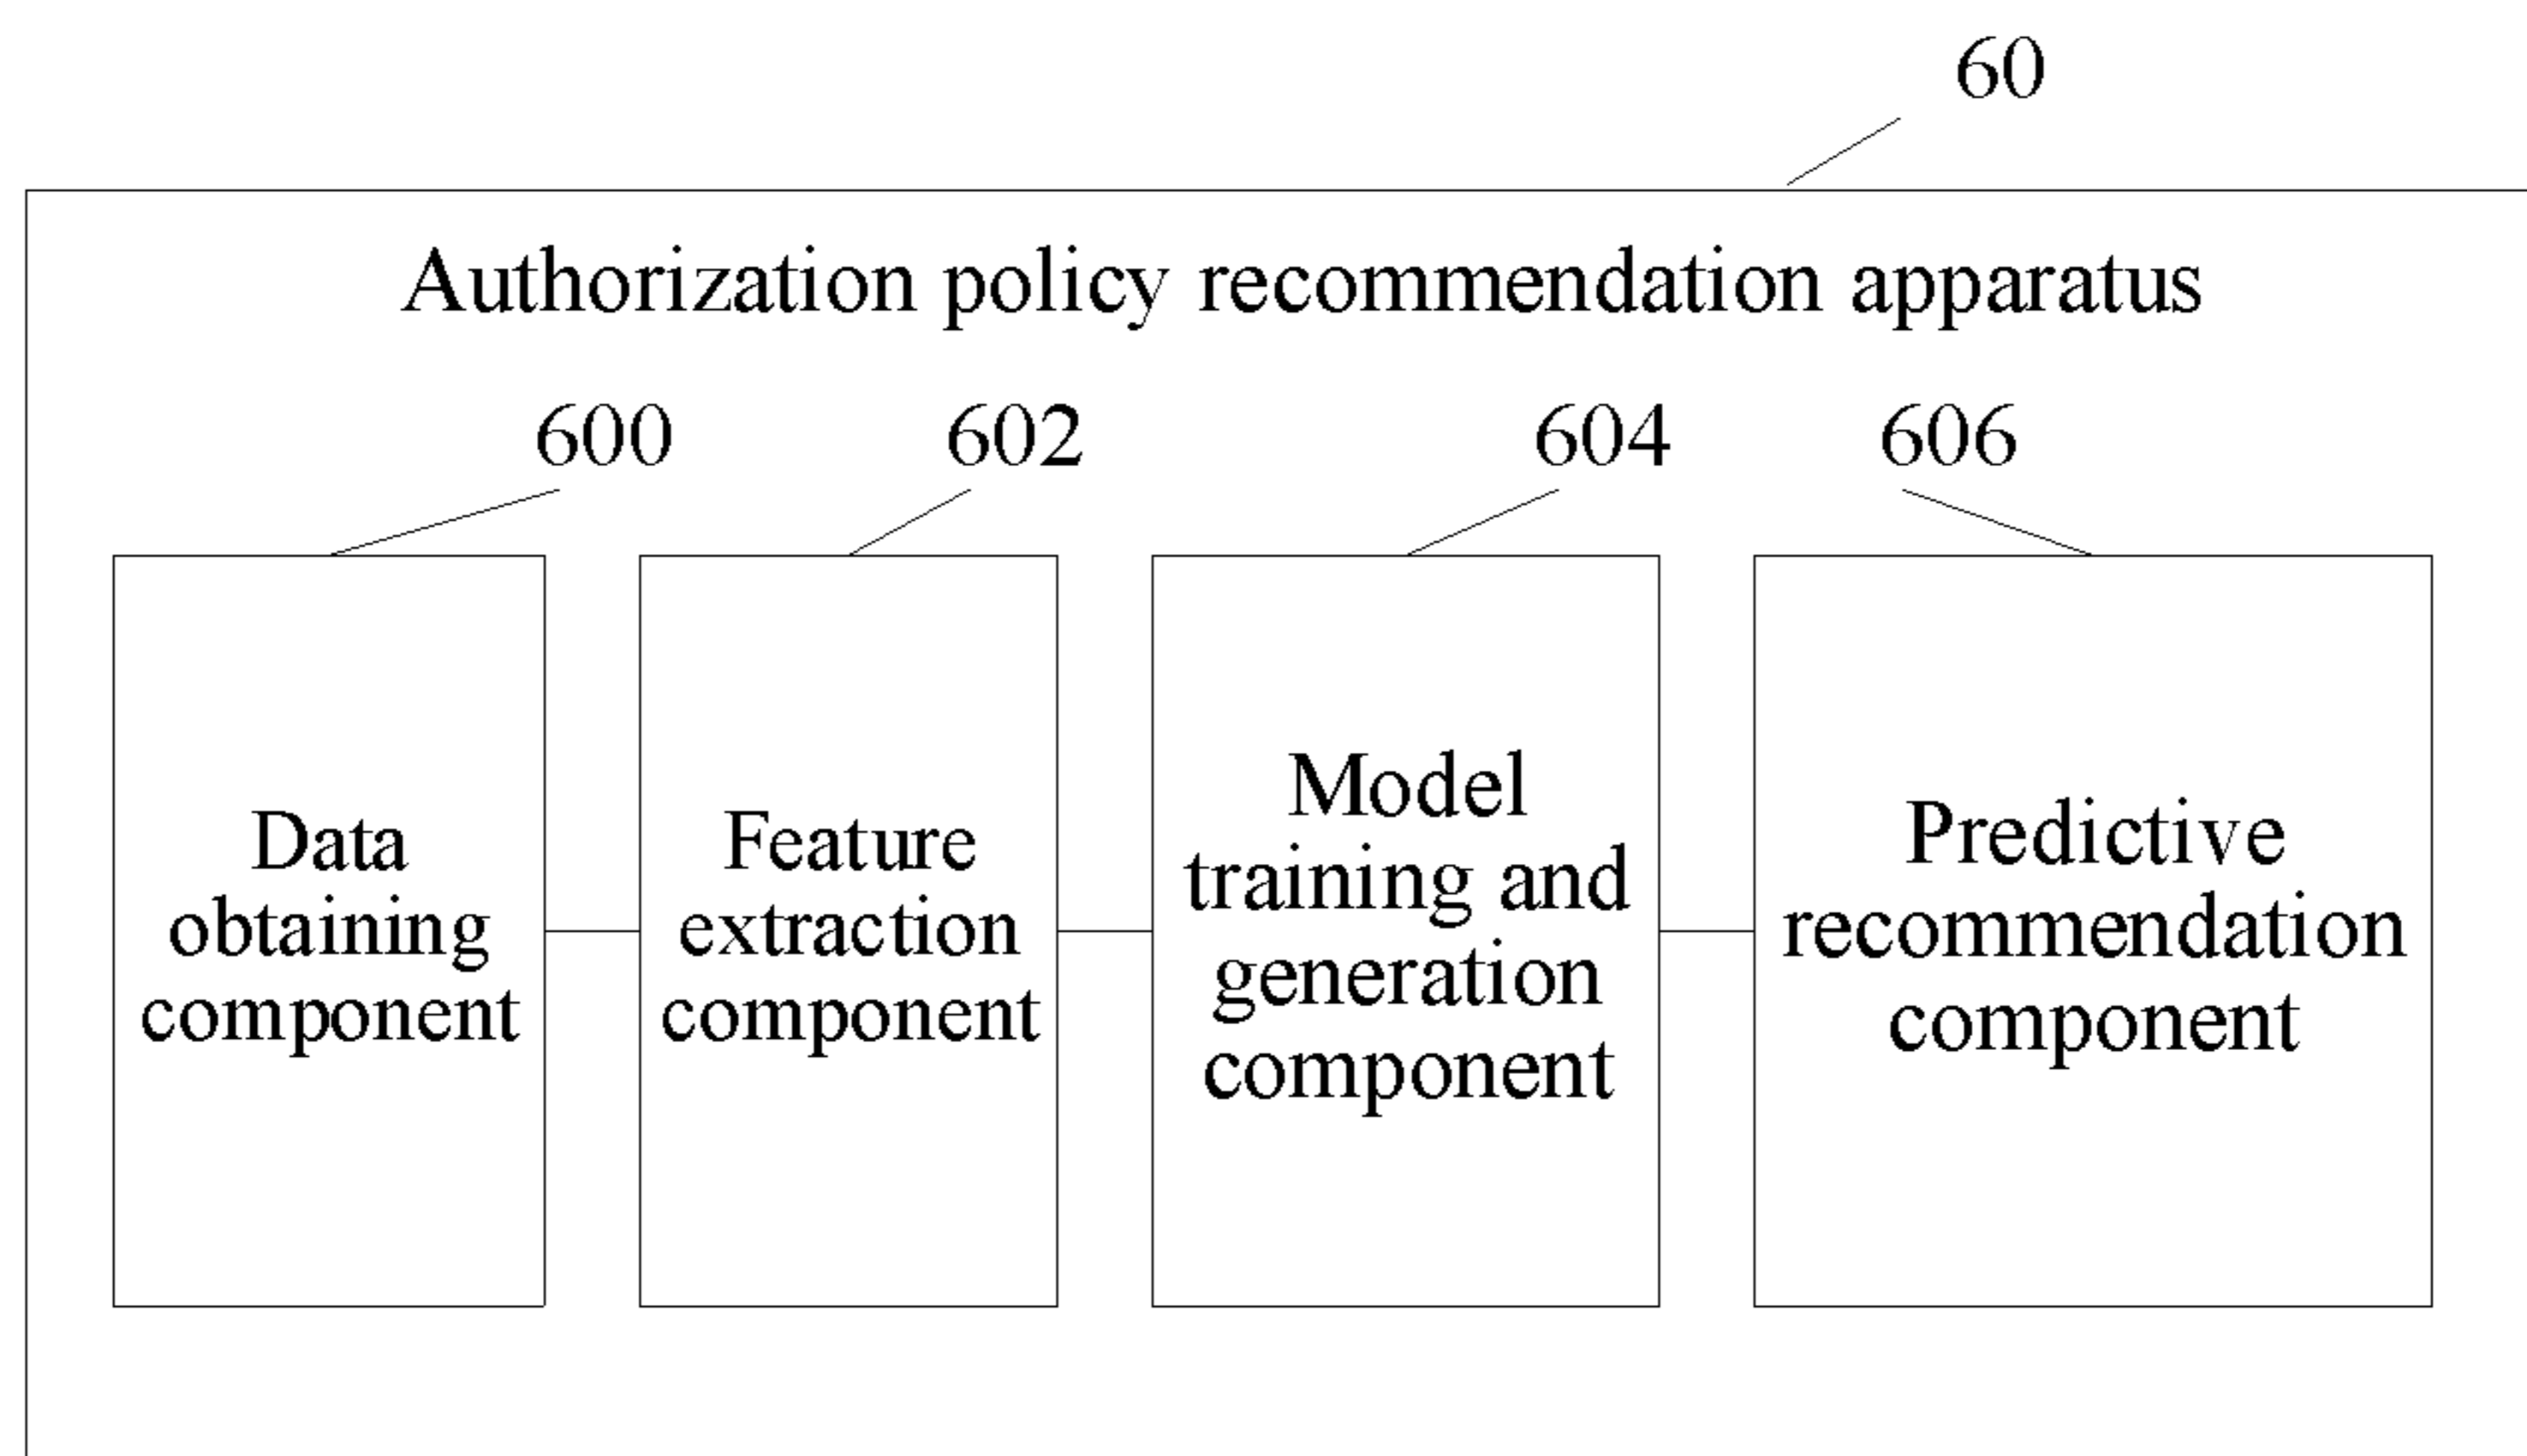 60
Authorization policy recommendation apparatus
600
602
604
606
Data
obtaining
component
Feature
extraction
component
Model
training and
generation
component
Predictive
recommendation
component